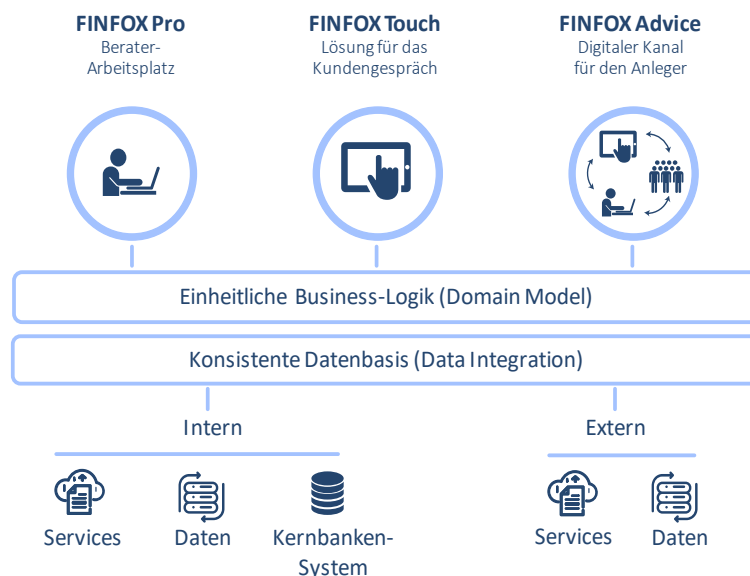 FINFOX Pro
Berater-
Arbeitsplatz
FINFOX Touch
Lösung für das
Kundengespräch
FINFOX Advice
Digitaler Kanal
für den Anleger
Einheitliche Business-Logik (Domain Model)
Konsistente Datenbasis (Data Integration)
Intern
Extern
Services
Daten
Kernbanken-
System
Services
Daten